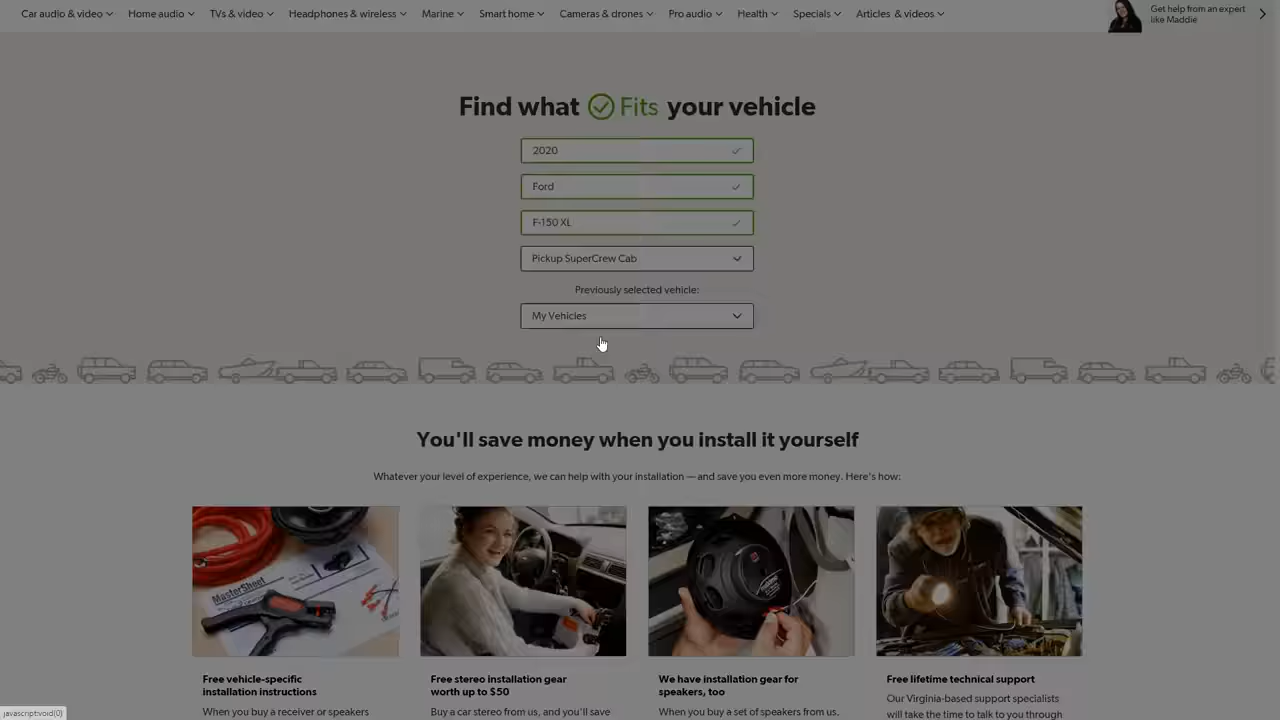 Car audio & video Home audio TVs & video Headphones & wireless Marine Smart home Cameras & drones Pro audio Health Specials Articles & videos
Get help from an expert
like Maddie
Find what Fits your vehicle
2020
Ford
F-150 XL
Pickup SuperCrew Cab
Previously selected vehicle:
My Vehicles
You'll save money when you install it yourself
Whatever your level of experience, we can help with your installation — and save you even more money. Here's how:
MasterSheet
Free vehicle-specific
installation instructions
When you buy a receiver or speakers
Free stereo installation gear
worth up to $50
Buy a car stereo from us, and you'll save
We have installation gear for
speakers, too
When you buy a set of speakers from us,
Free lifetime technical support
Our Virginia-based support specialists
will take the time to talk to you through
javascript:void(0)